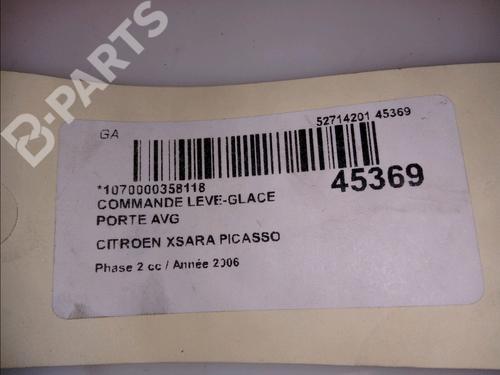 B-PARTS
GA
52714201 45369
*1070000358118
45369
COMMANDE LEVE-GLACE
PORTE AVG
CITROEN XSARA PICASSO
Phase 2 cc / Année 2006